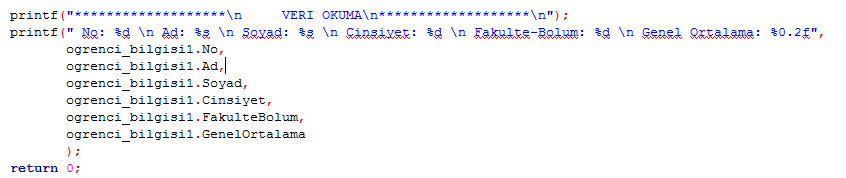 printf("*******************\n     VERI OKUMA\n*******************\n");
printf(" No: %d \n Ad: %s \n Soyad: %s \n Cinsiyet: %d \n Fakulte-Bolum: %d \n Genel Ortalama: %0.2f",
ogrenci_bilgisi1.No,
ogrenci_bilgisi1.Ad,
ogrenci_bilgisi1.Soyad,
ogrenci_bilgisi1.Cinsiyet,
ogrenci_bilgisi1.FakulteBolum,
ogrenci_bilgisi1.GenelOrtalama
);
return 0;